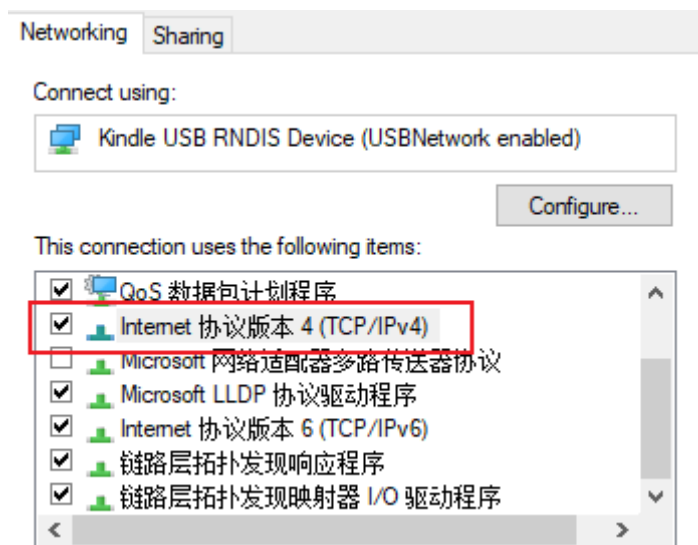 Networking Sharing
Connect using:
Kindle USB RNDIS Device (USBNetwork enabled)
Configure...
This connection uses the following items:
QoS 数据包计划程序
Internet 协议版本 4 (TCP/IPv4)
Microsoft 网络适配器多路传送器协议
Microsoft LLDP 协议驱动程序
Internet 协议版本 6 (TCP/IPv6)
链路层拓扑发现响应程序
链路层拓扑发现映射器 I/O 驱动程序